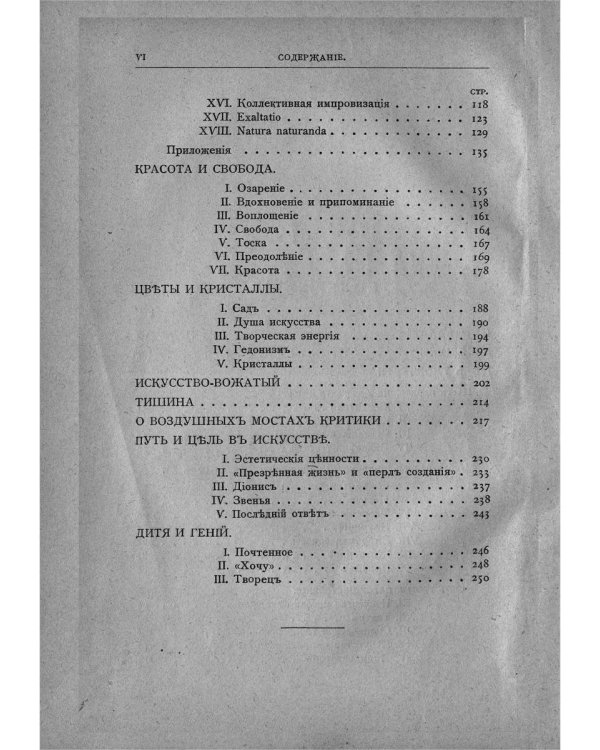 VI СОДЕРЖАНІЕ.
СТР.
XVI. Коллективная импровизація . . . . . . . 118
XVII. Exaltatio . . . . . . . . . . . . . . . 123
XVIII. Natura naturanda . . . . . . . . . . . . 129
Приложенія . . . . . . . . . . . . . . . . . 135
КРАСОТА И СВОБОДА.
I. Озареніе . . . . . . . . . . . . . . . 155
II. Вдохновеніе и припоминаніе . . . . . . . 158
III. Воплощеніе . . . . . . . . . . . . . . 161
IV. Свобода . . . . . . . . . . . . . . . . 164
V. Тоска . . . . . . . . . . . . . . . . . 167
VI. Преодолѣніе . . . . . . . . . . . . . . 169
VII. Красота . . . . . . . . . . . . . . . . 178
ЦВѢТЫ И КРИСТАЛЛЫ.
I. Садъ . . . . . . . . . . . . . . . . . 188
II. Душа искусства . . . . . . . . . . . . 190
III. Творческая энергія . . . . . . . . . . . 194
IV. Гедонизмъ . . . . . . . . . . . . . . . 197
V. Кристаллы . . . . . . . . . . . . . . . 199
ИСКУССТВО-ВОЖАТЫЙ . . . . . . . . . . . . . . . 202
ТИШИНА . . . . . . . . . . . . . . . . . . . . . 214
О ВОЗДУШНЫХЪ МОСТАХЪ КРИТИКИ . . . . . . . . 217
ПУТЬ И ЦѢЛЬ ВЪ ИСКУССТВѢ.
I. Эстетическія цѣнности . . . . . . . . . 230
II. «Презрѣнная жизнь» и «перлъ созданія» . . 233
III. Діонисъ . . . . . . . . . . . . . . . . 237
IV. Звенья . . . . . . . . . . . . . . . . 238
V. Послѣдній отвѣтъ . . . . . . . . . . . 243
ДИТЯ И ГЕНІЙ.
I. Почтенное . . . . . . . . . . . . . . . 246
II. «Хочу» . . . . . . . . . . . . . . . . 248
III. Творецъ . . . . . . . . . . . . . . . . 250